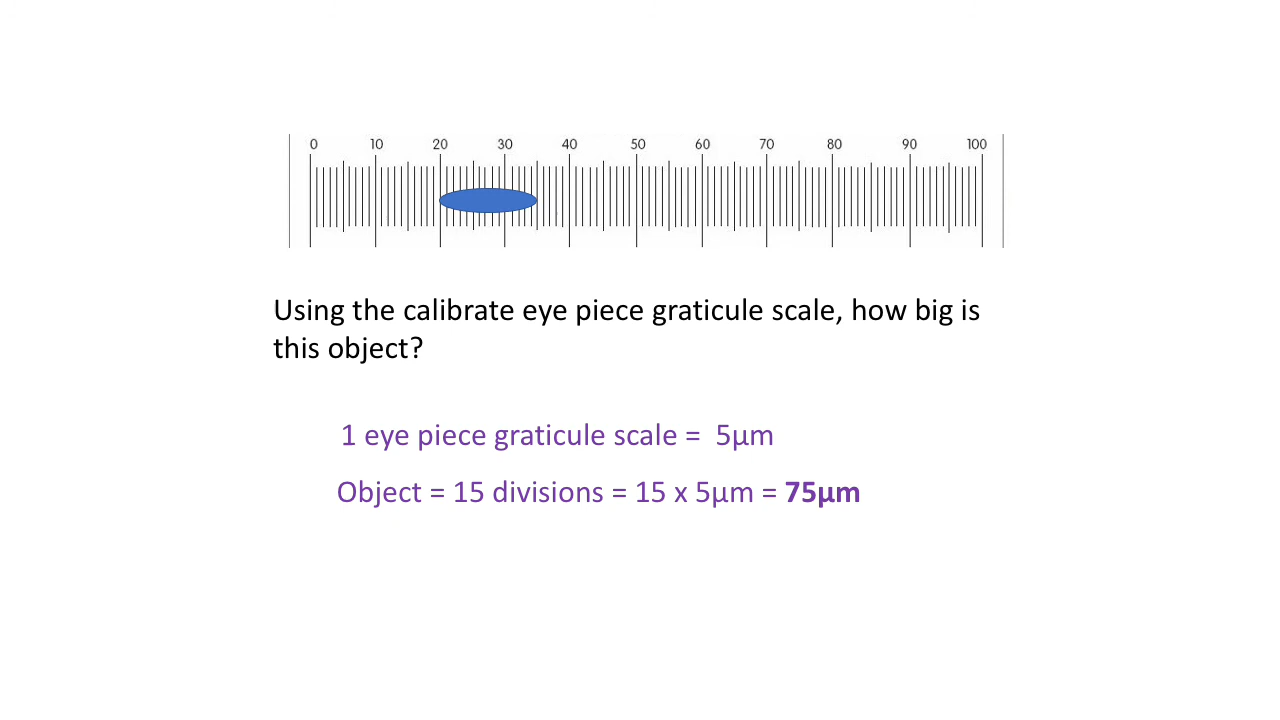 0 10 20 30 40 50 60 70 80 90 100
Using the calibrate eye piece graticule scale, how big is
this object?
1 eye piece graticule scale = 5µm
Object = 15 divisions = 15 x 5µm = 75µm